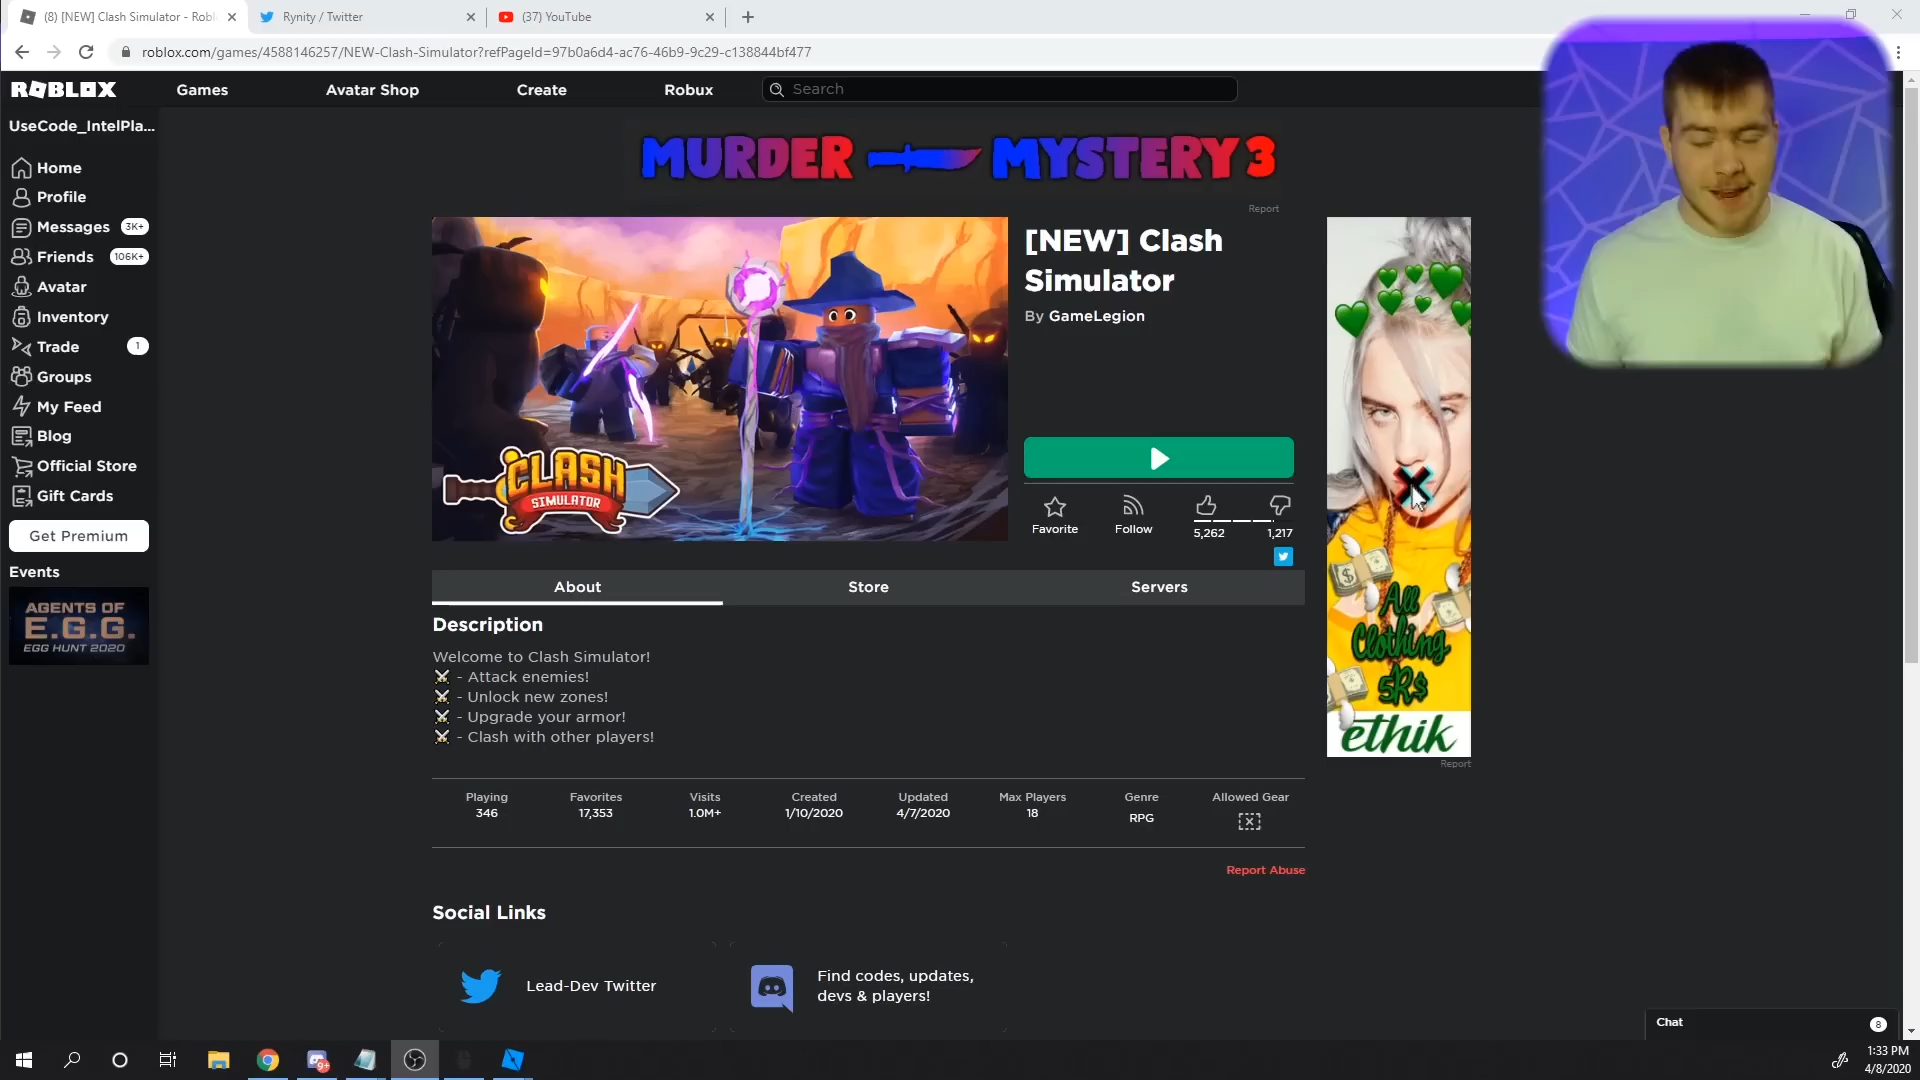 (8) [NEW] Clash Simulator - Robl
Rynity / Twitter
(37) YouTube
roblox.com/games/4588146257/NEW-Clash-Simulator?refPageId=97b0a6d4-ac76-46b9-9c29-c138844bf477
ROBLOX
Games
Avatar Shop
Create
Robux
Search
UseCode_IntelPla...
Home
Profile
Messages
3K+
Friends
106K+
Avatar
Inventory
Trade
1
Groups
My Feed
Blog
Official Store
Gift Cards
Get Premium
Events
AGENTS OF
E.G.G.
EGG HUNT 2020
MURDER MYSTERY 3
Report
CLASH
SIMULATOR
[NEW] Clash
Simulator
By GameLegion
Favorite
Follow
5,262
1,217
All
Clothing
5R$
ethik
Report
About
Store
Servers
Description
Welcome to Clash Simulator!
⚔ - Attack enemies!
⚔ - Unlock new zones!
⚔ - Upgrade your armor!
⚔ - Clash with other players!
Playing
Favorites
Visits
Created
Updated
Max Players
Genre
Allowed Gear
346
17,353
1.0M+
1/10/2020
4/7/2020
18
RPG
Report Abuse
Social Links
Lead-Dev Twitter
Find codes, updates,
devs & players!
Chat
8
9+
1:33 PM
4/8/2020